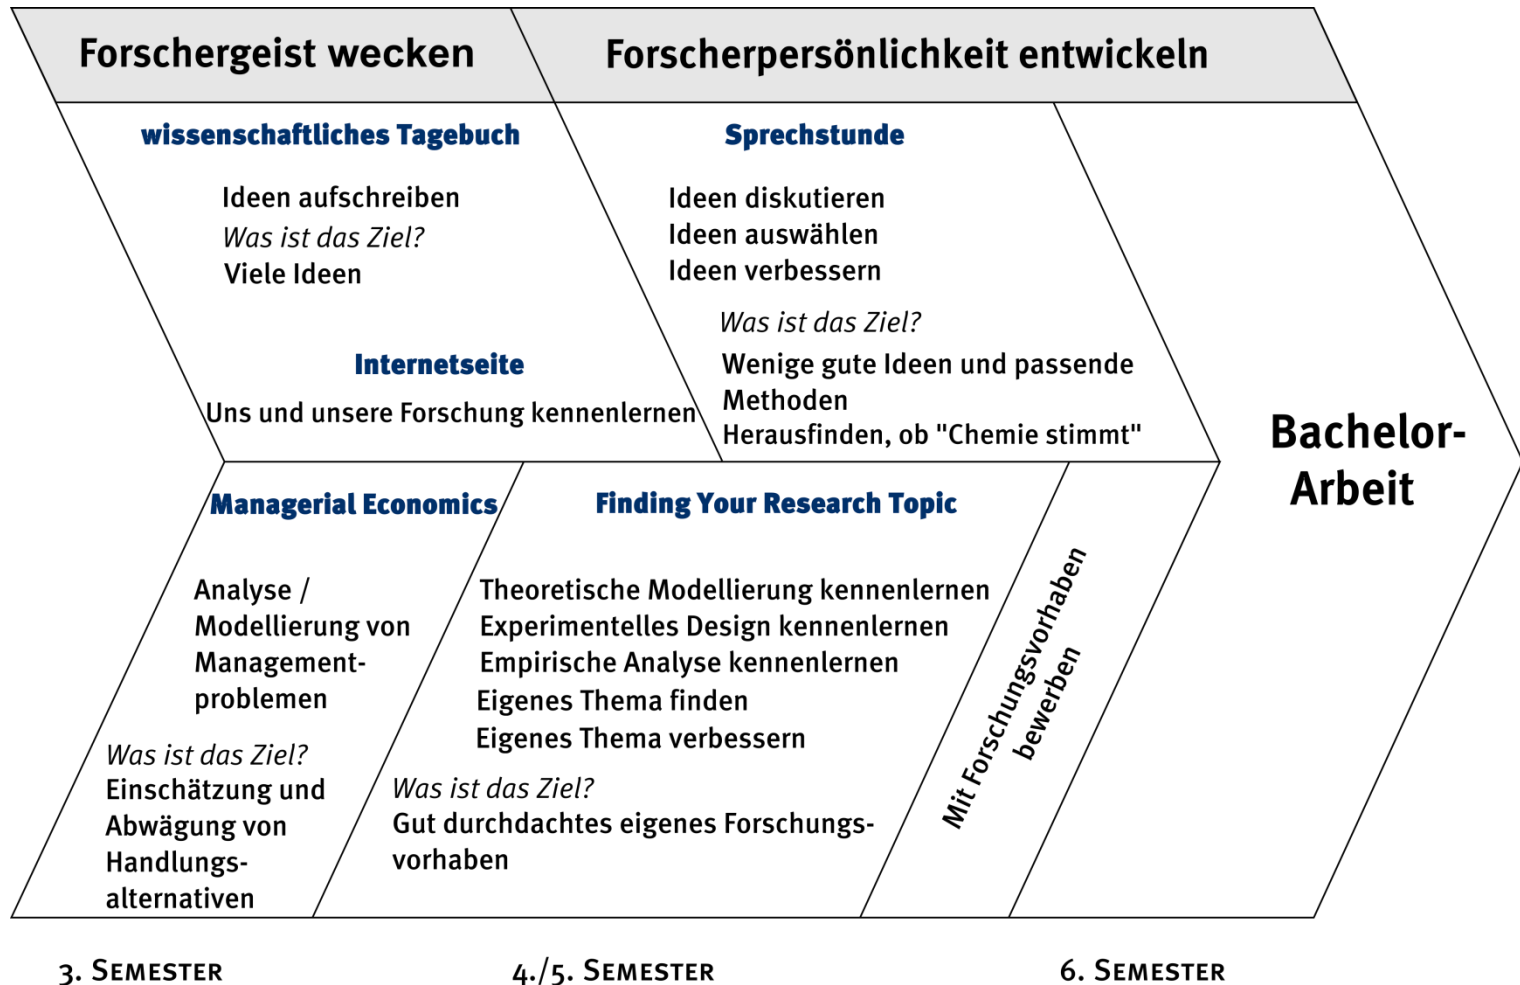 Forschergeist wecken
Forscherpersönlichkeit entwickeln
wissenschaftliches Tagebuch
Ideen aufschreiben
Was ist das Ziel?
Viele Ideen
Internetseite
Uns und unsere Forschung kennenlernen
Sprechstunde
Ideen diskutieren
Ideen auswählen
Ideen verbessern
Was ist das Ziel?
Wenige gute Ideen und passende
Methoden
Herausfinden, ob "Chemie stimmt"
Managerial Economics
Analyse /
Modellierung von
Management-
problemen
Was ist das Ziel?
Einschätzung und
Abwägung von
Handlungs-
alternativen
Finding Your Research Topic
Theoretische Modellierung kennenlernen
Experimentelles Design kennenlernen
Empirische Analyse kennenlernen
Eigenes Thema finden
Eigenes Thema verbessern
Was ist das Ziel?
Gut durchdachtes eigenes Forschungs-
vorhaben
Mit Forschungsvorhaben
bewerben
Bachelor-
Arbeit
3. Semester
4./5. Semester
6. Semester